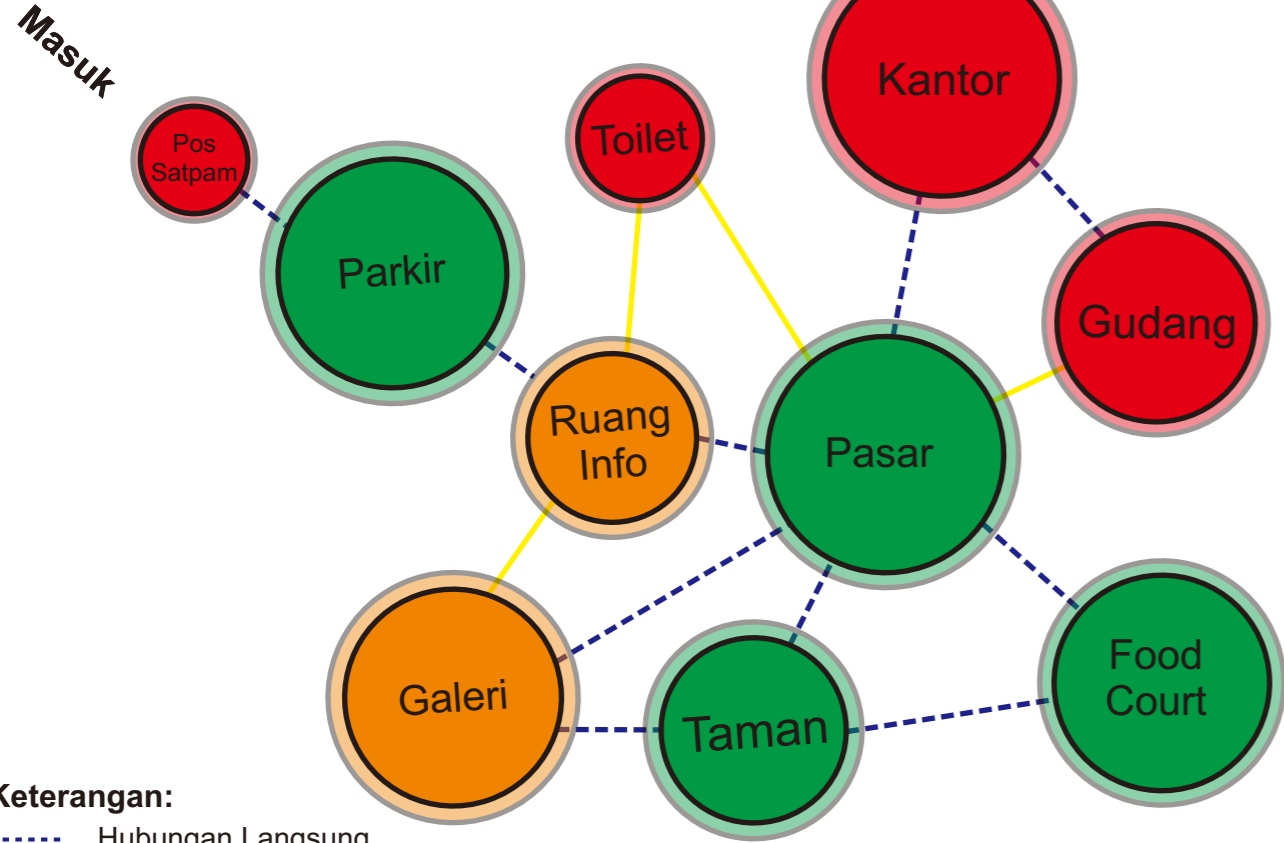 Masuk
Pos
Satpam
Parkir
Toilet
Kantor
Gudang
Ruang
Info
Pasar
Galeri
Taman
Food
Court
Keterangan:
Hubungan Langsung